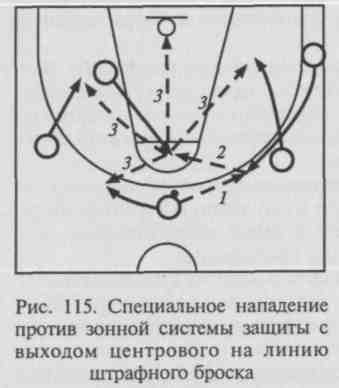 3
3
3
3
2
1
Рис. 115. Специальное нападение
против зонной системы защиты с
выходом центрового на линию
штрафного броска